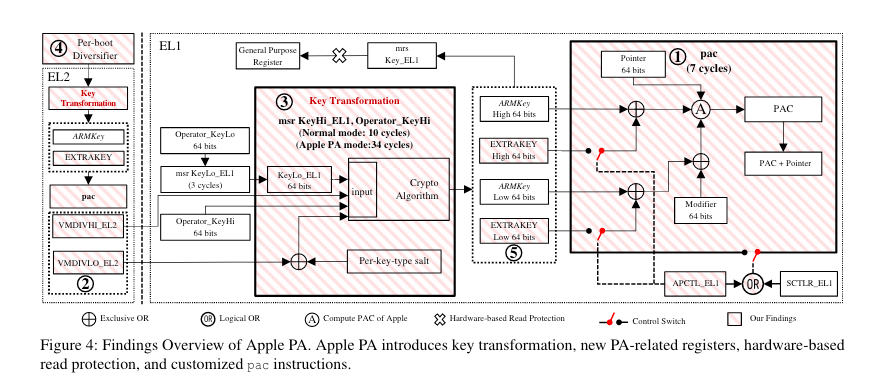 ④ Per-boot
Diversifier
EL2
Key
Transformation
ARMKey
EXTRAKEY
pac
VMDIVHI_EL2
VMDIVLO_EL2
②
EL1
General Purpose
Register
mrs
Key_EL1
③ Key Transformation
msr KeyHi_EL1, Operator_KeyHi
(Normal mode: 10 cycles)
(Apple PA mode:34 cycles)
Operator_KeyLo
64 bits
msr KeyLo_EL1
(3 cycles)
KeyLo_EL1
64 bits
Operator_KeyHi
64 bits
input
Crypto
Algorithm
Per-key-type salt
ARMKey
High 64 bits
EXTRAKEY
High 64 bits
ARMKey
Low 64 bits
EXTRAKEY
Low 64 bits
⑤
① pac
(7 cycles)
Pointer
64 bits
A
PAC
PAC + Pointer
Modifier
64 bits
APCTL_EL1
OR
SCTLR_EL1
Exclusive OR
OR Logical OR
A Compute PAC of Apple
Hardware-based Read Protection
Control Switch
Our Findings
Figure 4: Findings Overview of Apple PA. Apple PA introduces key transformation, new PA-related registers, hardware-based
read protection, and customized pac instructions.